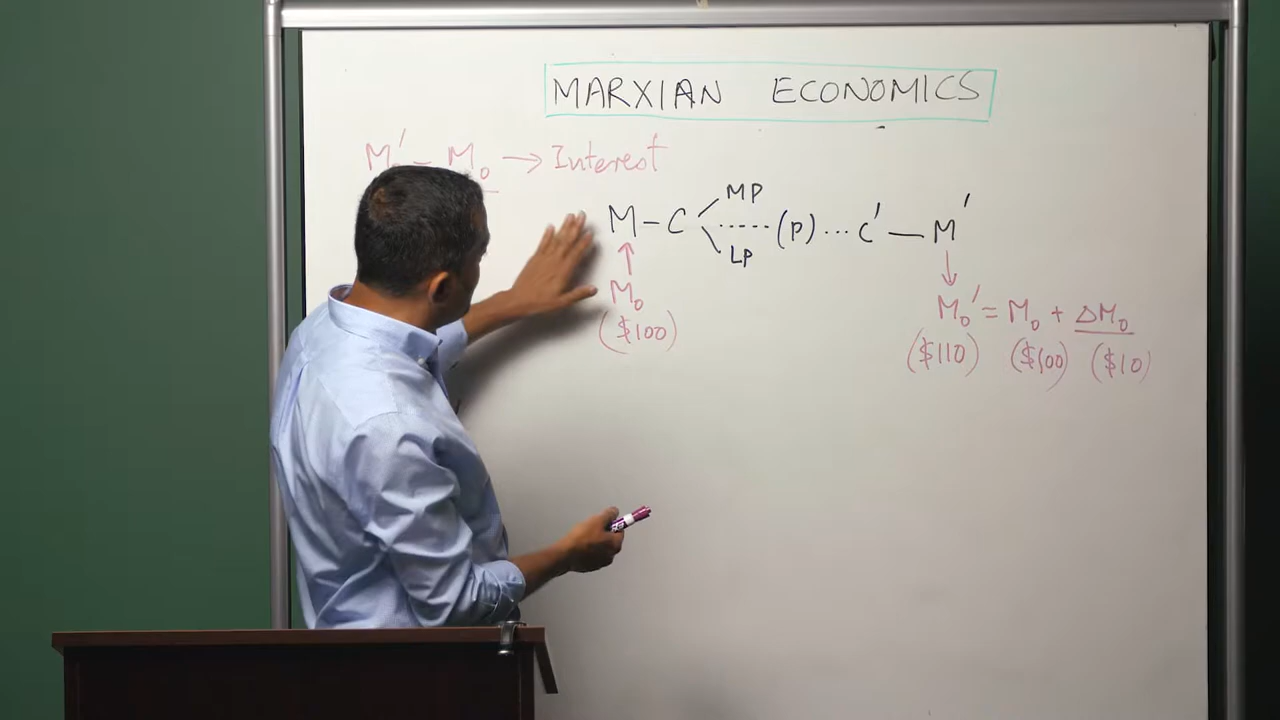 MARXIAN ECONOMICS
M' - M₀ → Interest
MP
M - C ...... (P) ... C' — M'
LP
M₀
($100)
M₀' = M₀ + ΔM₀
($110) ($100) ($10)